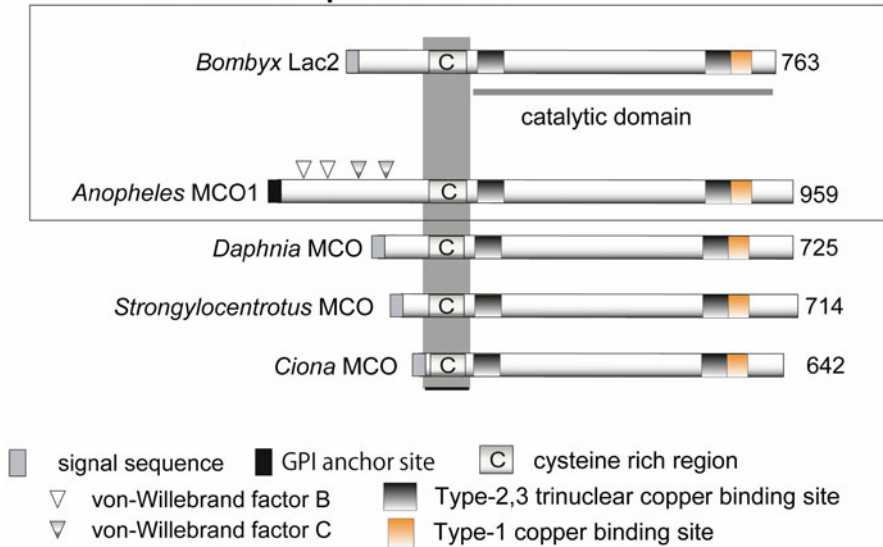 Bombyx Lac2 C 763
catalytic domain
Anopheles MCO1 C 959
Daphnia MCO C 725
Strongylocentrotus MCO C 714
Ciona MCO C 642
signal sequence GPI anchor site C cysteine rich region
von-Willebrand factor B Type-2,3 trinuclear copper binding site
von-Willebrand factor C Type-1 copper binding site